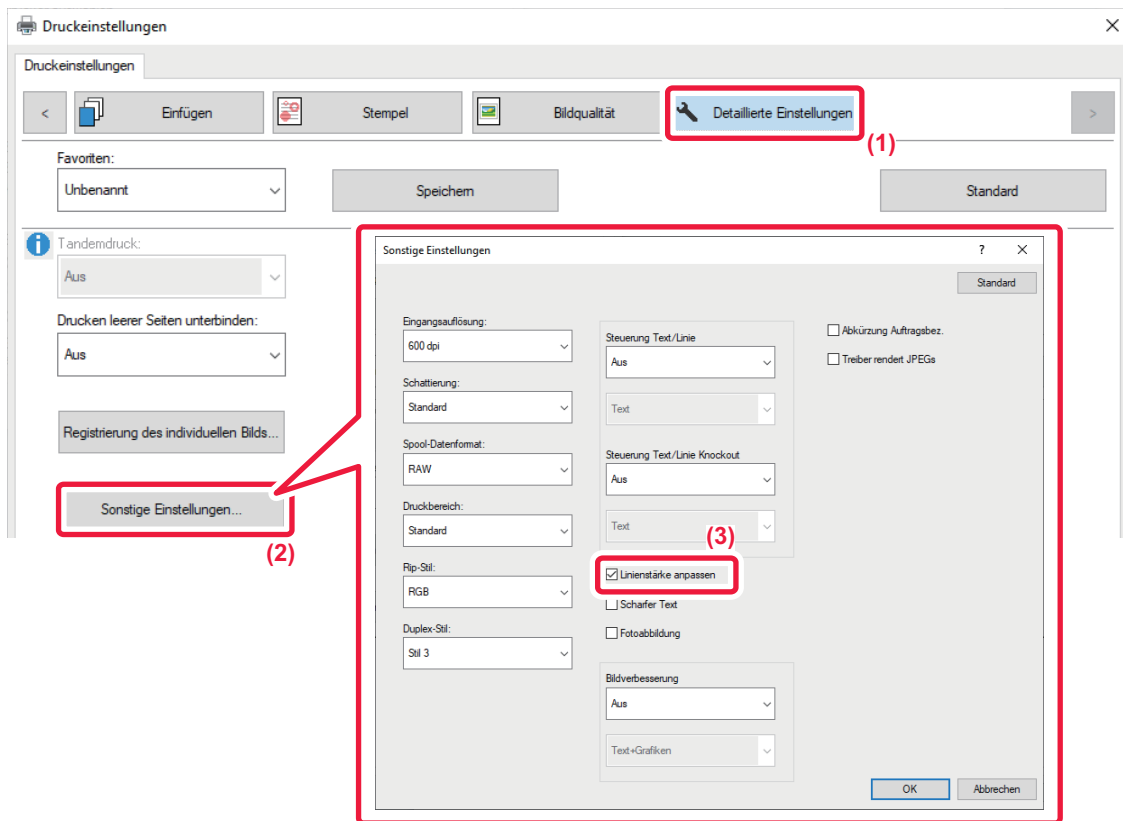 Druckeinstellungen
Druckeinstellungen
<
Einfügen
Stempel
Bildqualität
Detaillierte Einstellungen
>
(1)
Favoriten:
Unbenannt
Speichern
Standard
Tandemdruck:
Aus
Drucken leerer Seiten unterbinden:
Aus
Registrierung des individuellen Bilds...
Sonstige Einstellungen...
(2)
Sonstige Einstellungen
?
Standard
Eingangsauflösung:
600 dpi
Schattierung:
Standard
Spool-Datenformat:
RAW
Druckbereich:
Standard
Rip-Stil:
RGB
Duplex-Stil:
Stil 3
Steuerung Text/Linie
Aus
Text
Steuerung Text/Linie Knockout
Aus
Text
(3)
Linienstärke anpassen
Scharfer Text
Fotoabbildung
Bildverbesserung
Aus
Text+Grafiken
Abkürzung Auftragsbez.
Treiber rendert JPEGs
OK
Abbrechen